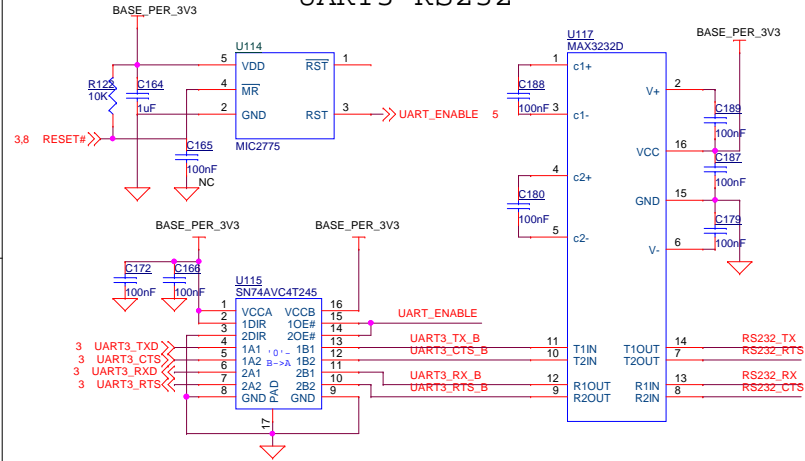 UART3 RS232
BASE_PER_3V3
U114
5 VDD RST 1
4 MR
2 GND RST 3
MIC2775
R122
10K
C164
1uF
3,8 RESET#
C165
100nF
NC
UART_ENABLE 5
U117
MAX3232D
BASE_PER_3V3
1 c1+
C188
100nF
3 c1-
4 c2+
C180
100nF
5 c2-
V+ 2
C189
100nF
VCC 16
C187
100nF
GND 15
C179
100nF
V- 6
11 T1IN T1OUT 14 RS232_TX
10 T2IN T2OUT 7 RS232_RTS
12 R1OUT R1IN 13 RS232_RX
9 R2OUT R2IN 8 RS232_CTS
BASE_PER_3V3
BASE_PER_3V3
C172
100nF
C166
100nF
U115
SN74AVC4T245
1 VCCA VCCB 16
2 1DIR 1OE# 15 UART_ENABLE
3 2DIR 2OE# 14
3 UART3_TXD 4 1A1 1B1 13 UART3_TX_B
3 UART3_CTS 5 1A2 1B2 12 UART3_CTS_B
3 UART3_RXD 6 2A1 2B1 11 UART3_RX_B
3 UART3_RTS 7 2A2 2B2 10 UART3_RTS_B
8 GND GND 9
'0'-
B->A
PAD
17